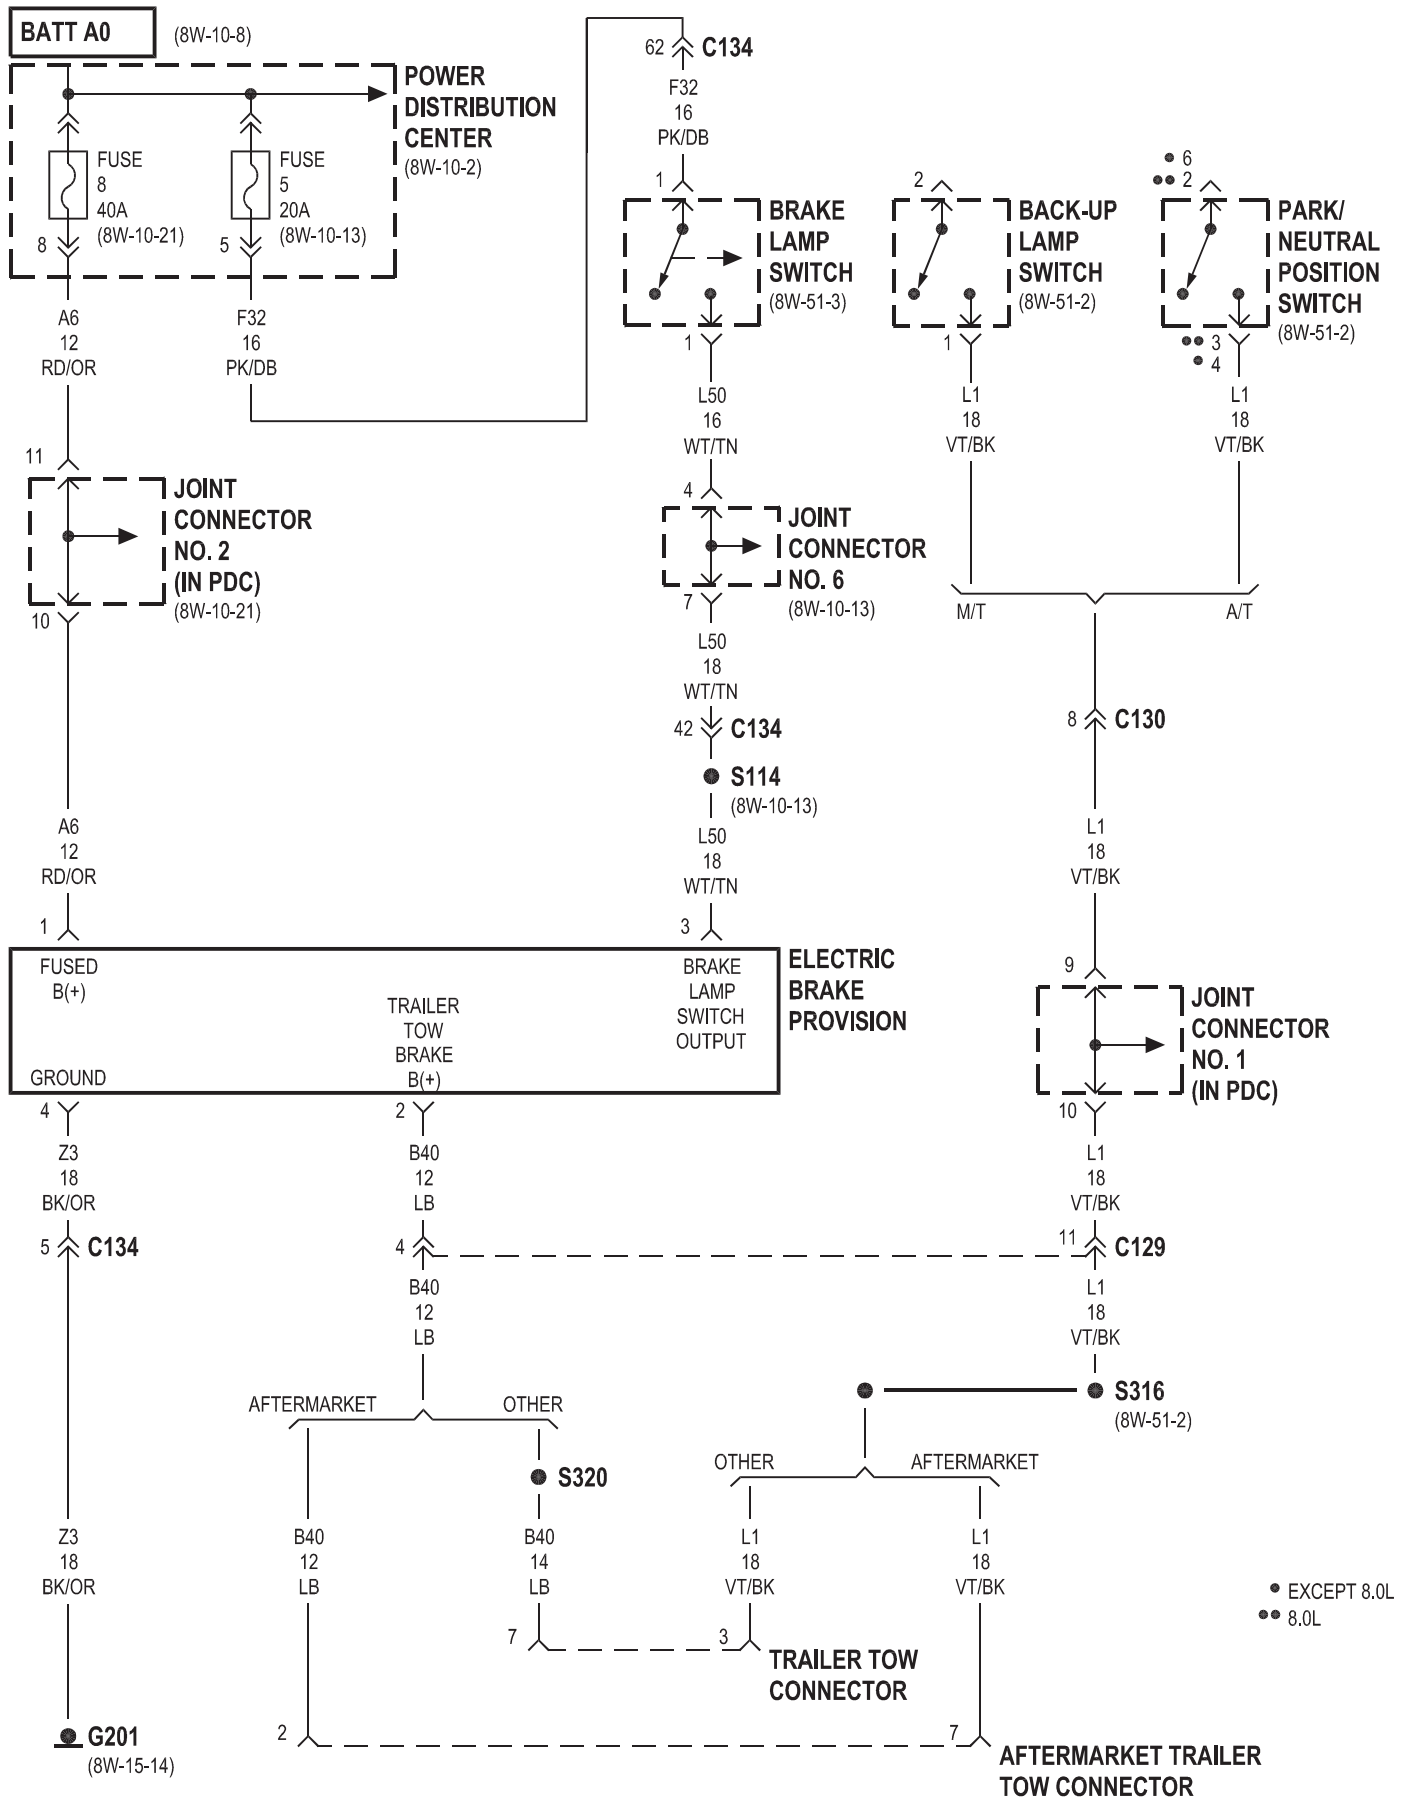 BATT A0
(8W-10-8)
POWER
DISTRIBUTION
CENTER
(8W-10-2)
FUSE
8
40A
(8W-10-21)
8
FUSE
5
20A
(8W-10-13)
5
A6
12
RD/OR
F32
16
PK/DB
62
C134
F32
16
PK/DB
1
BRAKE
LAMP
SWITCH
(8W-51-3)
1
2
BACK-UP
LAMP
SWITCH
(8W-51-2)
1
6
2
PARK/
NEUTRAL
POSITION
SWITCH
(8W-51-2)
3
4
L50
16
WT/TN
L1
18
VT/BK
L1
18
VT/BK
11
JOINT
CONNECTOR
NO. 2
(IN PDC)
(8W-10-21)
10
4
JOINT
CONNECTOR
NO. 6
(8W-10-13)
7
M/T
A/T
L50
18
WT/TN
42
C134
S114
(8W-10-13)
8
C130
A6
12
RD/OR
L50
18
WT/TN
L1
18
VT/BK
1
3
FUSED
B(+)
TRAILER
TOW
BRAKE
B(+)
BRAKE
LAMP
SWITCH
OUTPUT
GROUND
ELECTRIC
BRAKE
PROVISION
9
JOINT
CONNECTOR
NO. 1
(IN PDC)
10
4
2
Z3
18
BK/OR
B40
12
LB
L1
18
VT/BK
5
C134
4
11
C129
B40
12
LB
L1
18
VT/BK
AFTERMARKET
OTHER
S316
(8W-51-2)
S320
OTHER
AFTERMARKET
Z3
18
BK/OR
B40
12
LB
B40
14
LB
L1
18
VT/BK
L1
18
VT/BK
EXCEPT 8.0L
8.0L
7
3
TRAILER TOW
CONNECTOR
G201
(8W-15-14)
2
7
AFTERMARKET TRAILER
TOW CONNECTOR